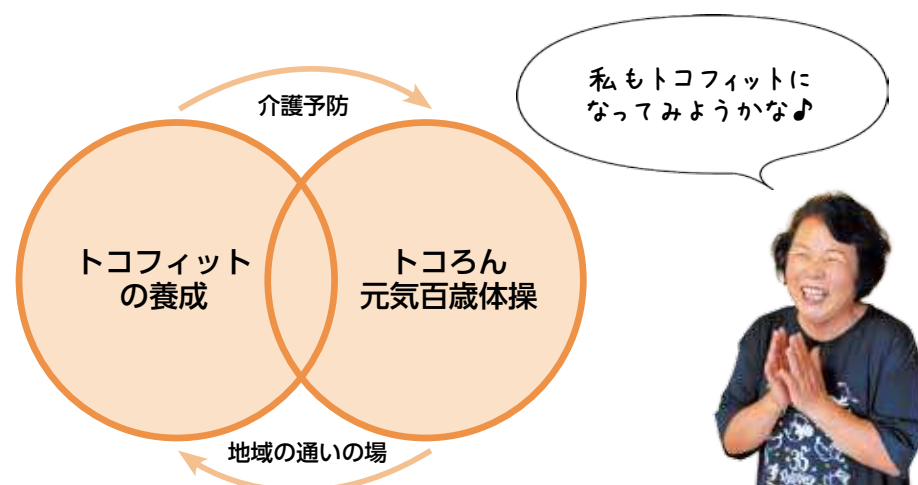 介護予防
私もトコフィットに
なってみようかな♪
トコフィット
の養成
トコろん
元気百歳体操
地域の通いの場
35